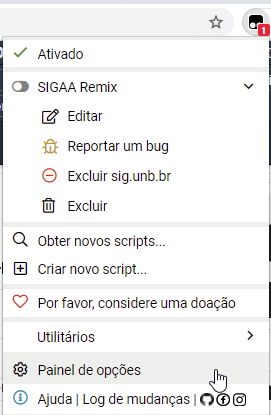 1
Ativado
SIGAA Remix
Editar
Reportar um bug
Excluir sig.unb.br
Excluir
Obter novos scripts...
Criar novo script...
Por favor, considere uma doação
Utilitários
Painel de opções
Ajuda | Log de mudanças |